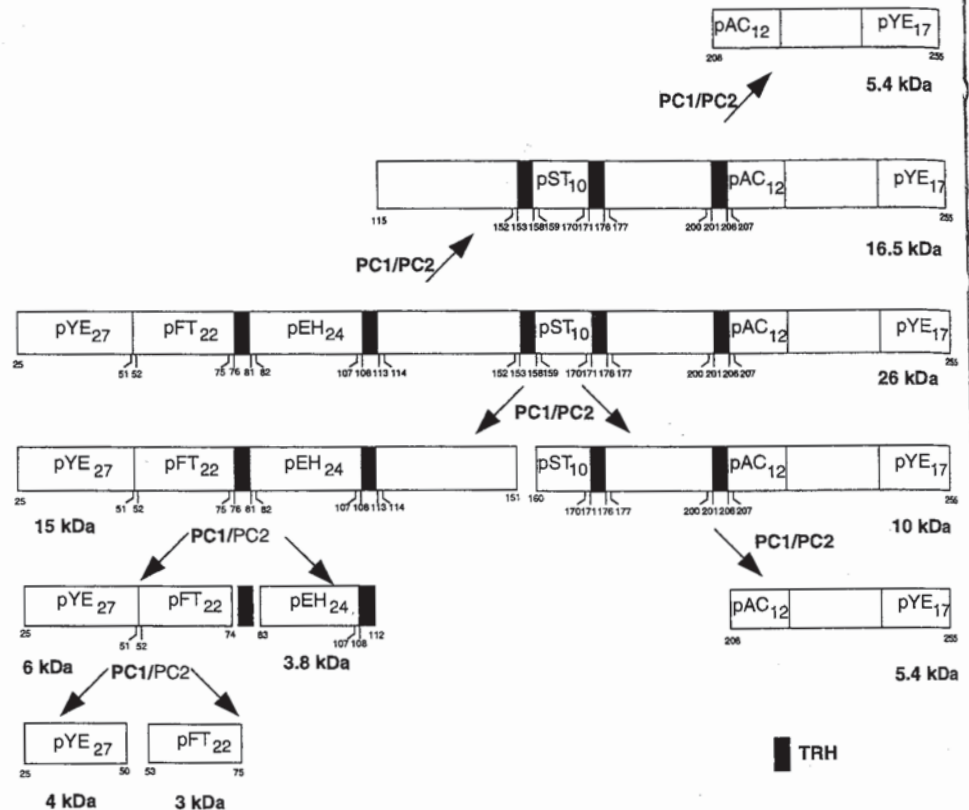 pAC12 pYE17
206 255
5.4 kDa
PC1/PC2
pST10 pAC12 pYE17
115 152 153 158 159 170 171 176 177 200 201 206 207 255
16.5 kDa
PC1/PC2
pYE27 pFT22 pEH24 pST10 pAC12 pYE17
25 51 52 75 76 81 82 107 108 113 114 152 153 158 159 170 171 176 177 200 201 206 207 255
26 kDa
PC1/PC2
pYE27 pFT22 pEH24 pST10 pAC12 pYE17
25 51 52 75 76 81 82 107 108 113 114 151 160 170 171 176 177 200 201 206 207 255
15 kDa 10 kDa
PC1/PC2 PC1/PC2
pYE27 pFT22 pEH24 pAC12 pYE17
25 51 52 74 83 107 108 112 206 255
6 kDa 3.8 kDa 5.4 kDa
PC1/PC2
pYE27 pFT22
25 50 53 75
TRH
4 kDa 3 kDa